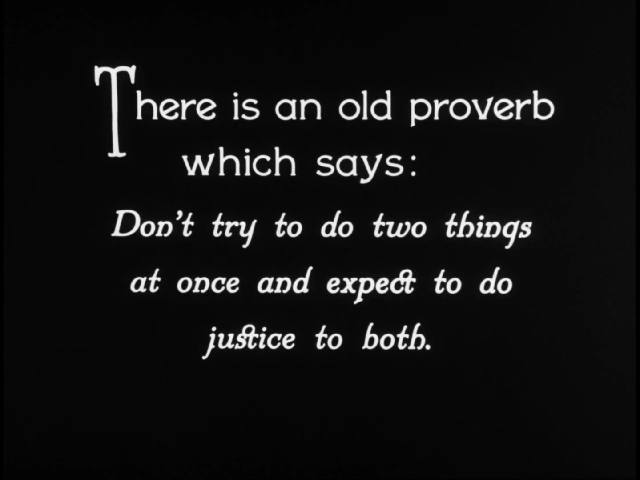 There is an old proverb
which says:
Don't try to do two things
at once and expect to do
justice to both.